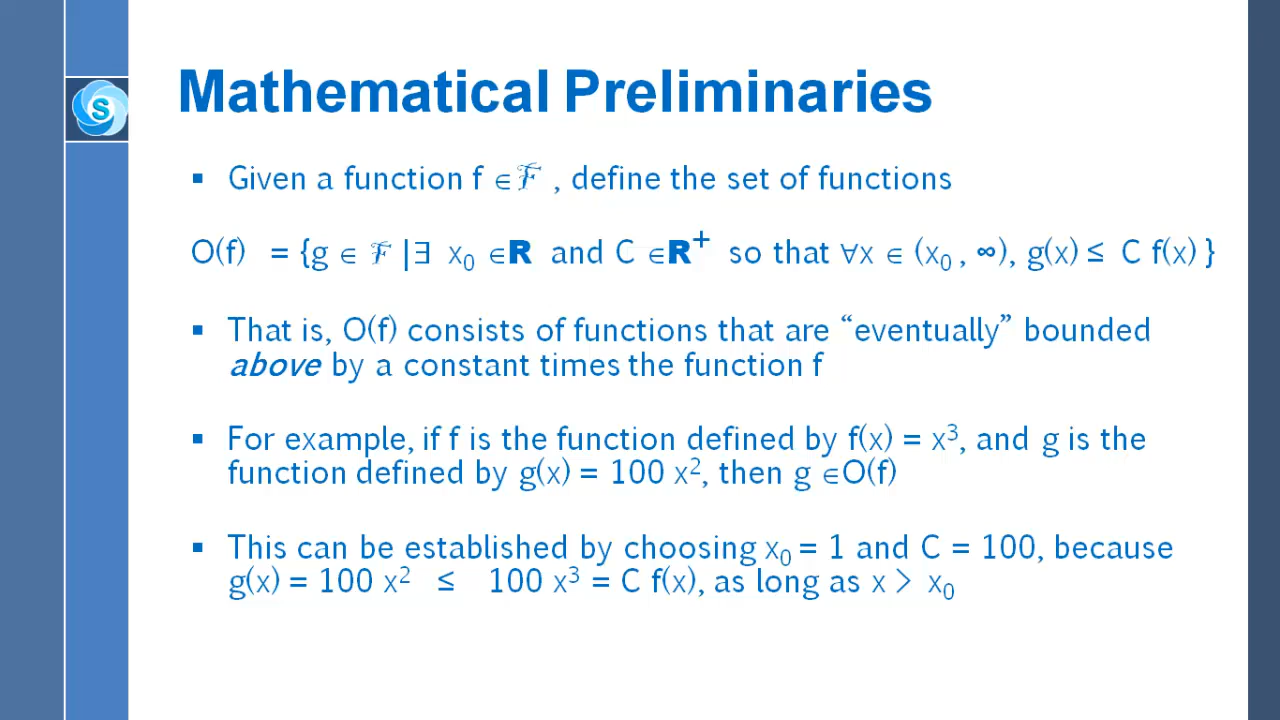 Mathematical Preliminaries
S
▪ Given a function f ∈ ℱ , define the set of functions
O(f) = {g ∈ ℱ |∃ x₀ ∈R and C ∈R⁺ so that ∀x ∈ (x₀ , ∞), g(x) ≤ C f(x) }
▪ That is, O(f) consists of functions that are “eventually” bounded
above by a constant times the function f
▪ For example, if f is the function defined by f(x) = x³, and g is the
function defined by g(x) = 100 x², then g ∈O(f)
▪ This can be established by choosing x₀ = 1 and C = 100, because
g(x) = 100 x² ≤ 100 x³ = C f(x), as long as x > x₀